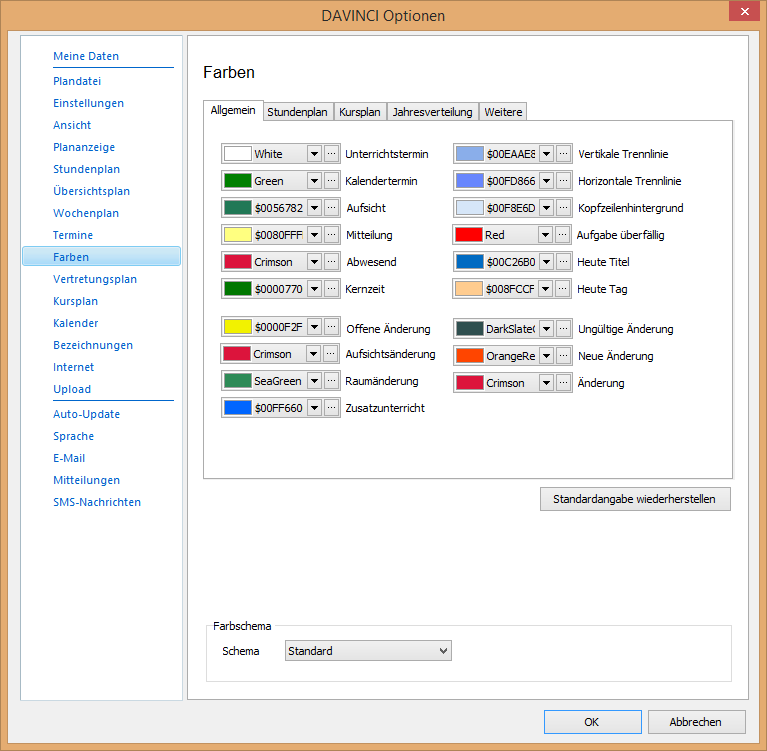 DAVINCI Optionen
Meine Daten
Plandatei
Einstellungen
Ansicht
Plananzeige
Stundenplan
Übersichtsplan
Wochenplan
Termine
Farben
Vertretungsplan
Kursplan
Kalender
Bezeichnungen
Internet
Upload
Auto-Update
Sprache
E-Mail
Mitteilungen
SMS-Nachrichten
Farben
Allgemein Stundenplan Kursplan Jahresverteilung Weitere
White ... Unterrichtstermin
Green ... Kalendertermin
$0056782 ... Aufsicht
$0080FFF ... Mitteilung
Crimson ... Abwesend
$0000770 ... Kernzeit
$0000F2F ... Offene Änderung
Crimson ... Aufsichtsänderung
SeaGreen ... Raumänderung
$00FF660 ... Zusatzunterricht
$00EAAE8 ... Vertikale Trennlinie
$00FD866 ... Horizontale Trennlinie
$00F8E6D ... Kopfzeilenhintergrund
Red ... Aufgabe überfällig
$00C26B0 ... Heute Titel
$008FCCF ... Heute Tag
DarkSlateG ... Ungültige Änderung
OrangeRe ... Neue Änderung
Crimson ... Änderung
Standardangabe wiederherstellen
Farbschema
Schema Standard
OK Abbrechen